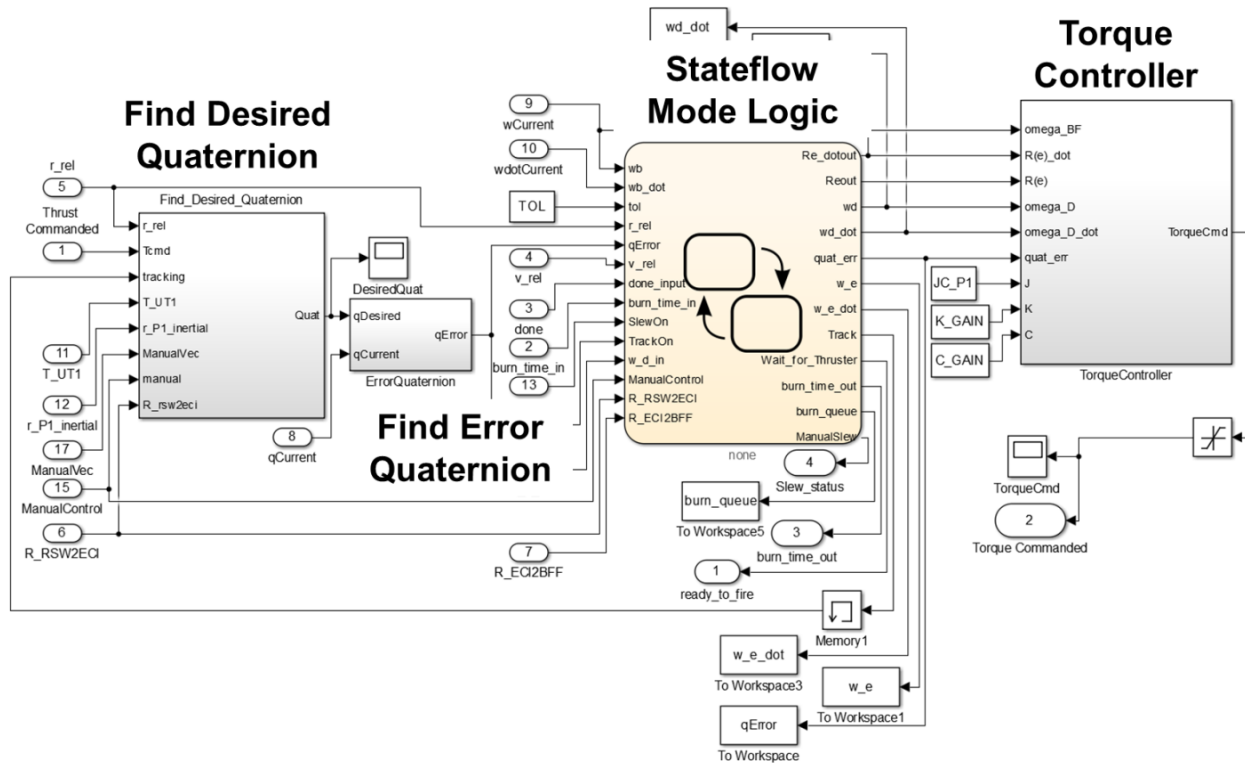 wd_dot
Torque
Controller
Stateflow
Mode Logic
Find Desired
Quaternion
9
wCurrent
10
wdotCurrent
TOL
r_rel
5
Thrust
Commanded
1
Find_Desired_Quaternion
r_rel
Tcmd
tracking
T_UT1
r_P1_inertial
ManualVec
manual
R_rsw2eci
Quat
11
T_UT1
12
r_P1_inertial
17
ManualVec
15
ManualControl
6
R_RSW2ECI
DesiredQuat
qDesired
qCurrent
qError
ErrorQuaternion
8
qCurrent
Find Error
Quaternion
4
v_rel
3
done
2
burn_time_in
13
7
R_ECI2BFF
wb
wb_dot
tol
r_rel
qError
v_rel
done_input
burn_time_in
SlewOn
TrackOn
w_d_in
ManualControl
R_RSW2ECI
R_ECI2BFF
Re_dotout
Reout
wd
wd_dot
quat_err
w_e
w_e_dot
Track
Wait_for_Thruster
burn_time_out
burn_queue
ManualSlew
none
omega_BF
R(e)_dot
R(e)
omega_D
omega_D_dot
quat_err
J
K
C
TorqueCmd
TorqueController
JC_P1
K_GAIN
C_GAIN
4
Slew_status
burn_queue
To Workspace5
3
burn_time_out
1
ready_to_fire
Memory1
w_e_dot
To Workspace3
w_e
To Workspace1
qError
To Workspace
TorqueCmd
2
Torque Commanded